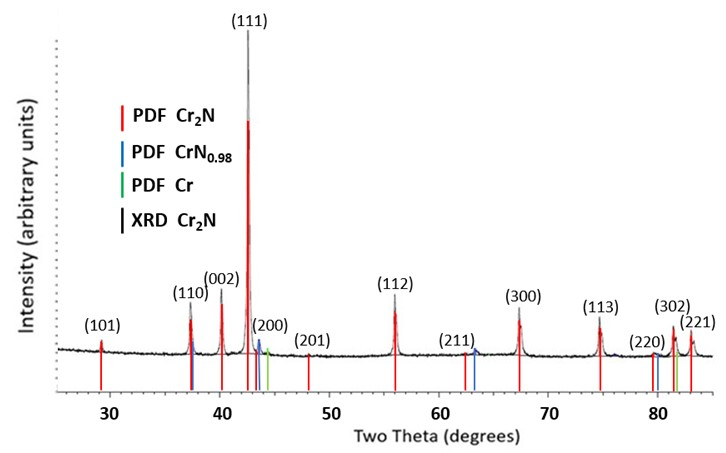 (111)
PDF Cr₂N
PDF CrN₀.₉₈
PDF Cr
XRD Cr₂N
Intensity (arbitrary units)
(101)
(110)
(002)
(200)
(201)
(112)
(211)
(300)
(113)
(220)
(302)
(221)
30 40 50 60 70 80
Two Theta (degrees)